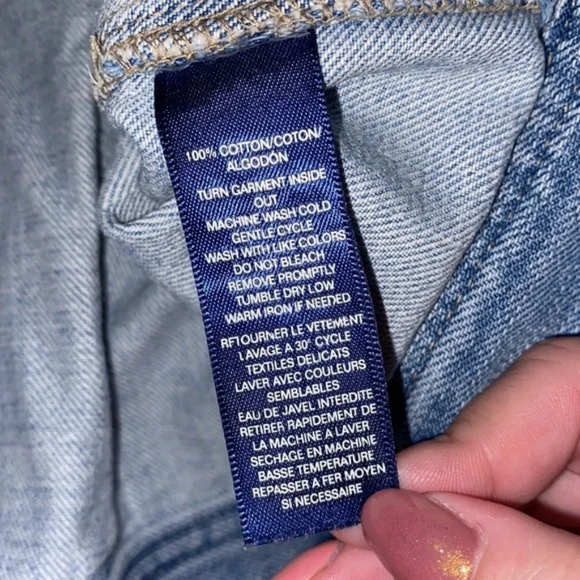 100% COTTON/COTON/
ALGODÓN
TURN GARMENT INSIDE
OUT
MACHINE WASH COLD
GENTLE CYCLE
WASH WITH LIKE COLORS
DO NOT BLEACH
REMOVE PROMPTLY
TUMBLE DRY LOW
WARM IRON IF NEEDED
RETOURNER LE VETEMENT
LAVAGE A 30° CYCLE
TEXTILES DELICATS
LAVER AVEC COULEURS
SEMBLABLES
EAU DE JAVEL INTERDITE
RETIRER RAPIDEMENT DE
LA MACHINE A LAVER
SECHAGE EN MACHINE
BASSE TEMPERATURE
REPASSER A FER MOYEN
SI NECESSAIRE